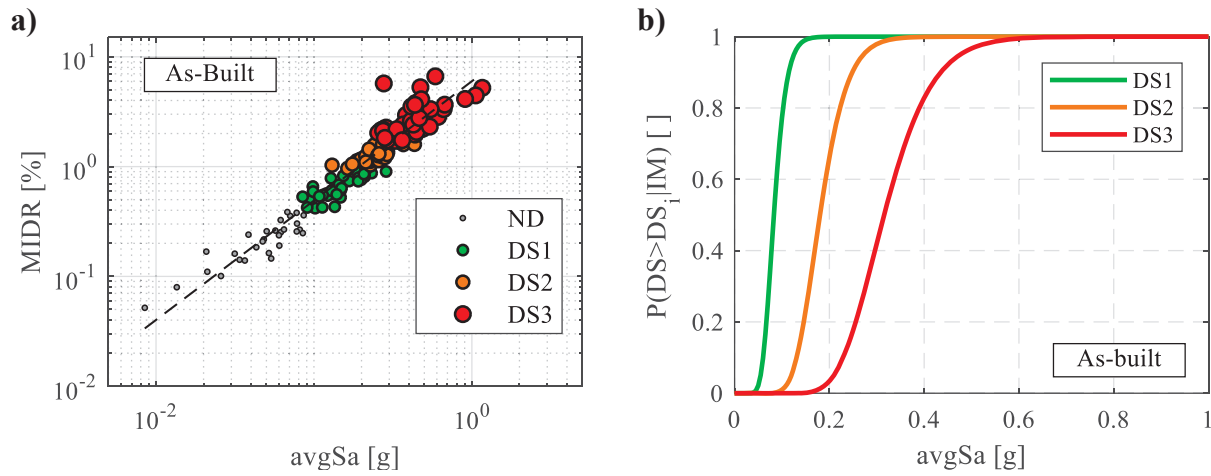 a)
As-Built
MIDR [%]
10^1
10^0
10^-1
10^-2
ND
DS1
DS2
DS3
10^-2
10^0
avgSa [g]
b)
P(DS>DS_i|IM) [ ]
1
0.8
0.6
0.4
0.2
0
DS1
DS2
DS3
As-built
0
0.2
0.4
0.6
0.8
1
avgSa [g]